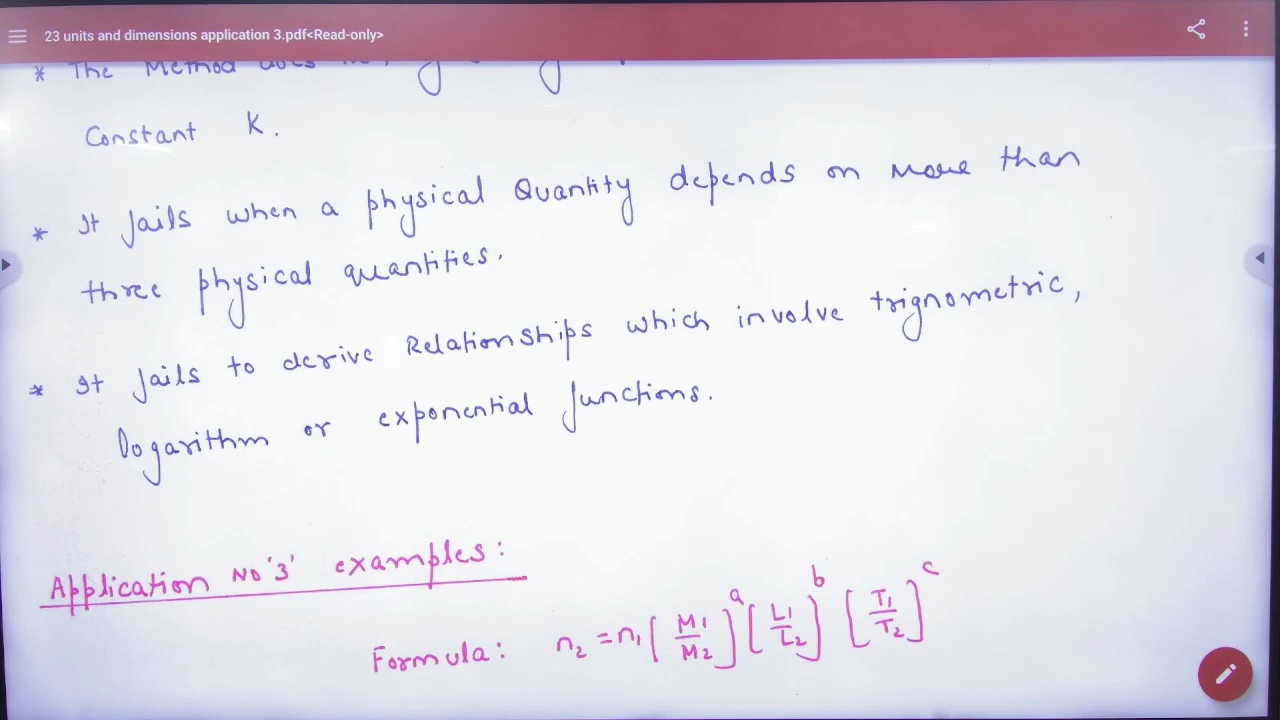 23 units and dimensions application 3.pdf<Read-only>
* The Method does
Constant K.
* It fails when a physical Quantity depends on more than
three physical quantities.
* It fails to derive Relationships which involve trignometric,
logarithm or exponential functions.
Application No '3' examples:
Formula: n₂ = n₁ [M₁/M₂]ᵃ [L₁/L₂]ᵇ [T₁/T₂]ᶜ